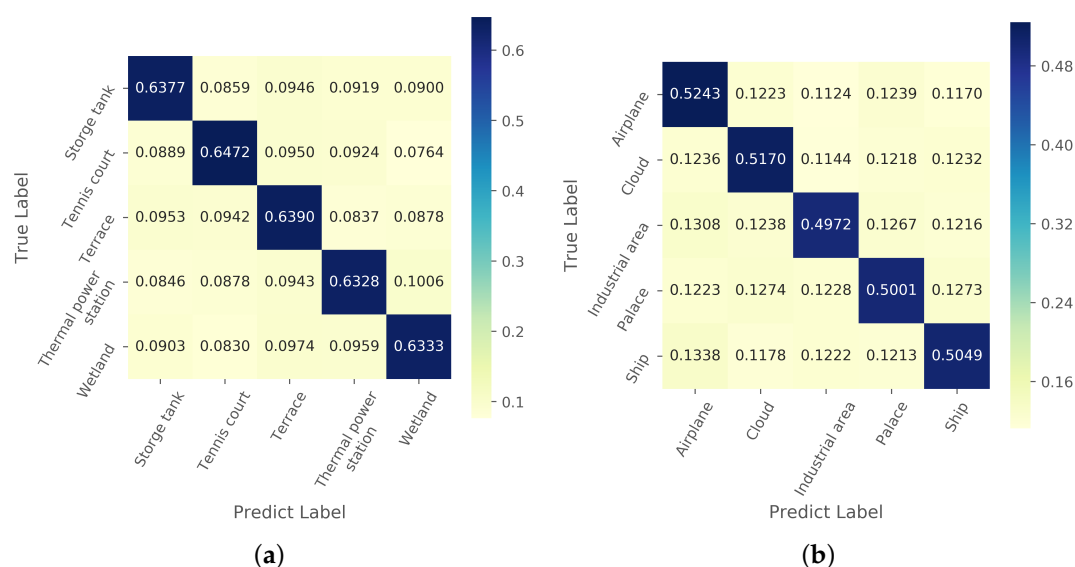 0.6377 0.0859 0.0946 0.0919 0.0900
0.0889 0.6472 0.0950 0.0924 0.0764
0.0953 0.0942 0.6390 0.0837 0.0878
0.0846 0.0878 0.0943 0.6328 0.1006
0.0903 0.0830 0.0974 0.0959 0.6333
True Label
Storge tank
Tennis court
Terrace
Thermal power
station
Wetland
Storge tank
Tennis court
Terrace
Thermal power
station
Wetland
Predict Label
0.6
0.5
0.4
0.3
0.2
0.1
(a)
0.5243 0.1223 0.1124 0.1239 0.1170
0.1236 0.5170 0.1144 0.1218 0.1232
0.1308 0.1238 0.4972 0.1267 0.1216
0.1223 0.1274 0.1228 0.5001 0.1273
0.1338 0.1178 0.1222 0.1213 0.5049
True Label
Airplane
Cloud
Industrial area
Palace
Ship
Airplane
Cloud
Industrial area
Palace
Ship
Predict Label
0.48
0.40
0.32
0.24
0.16
(b)